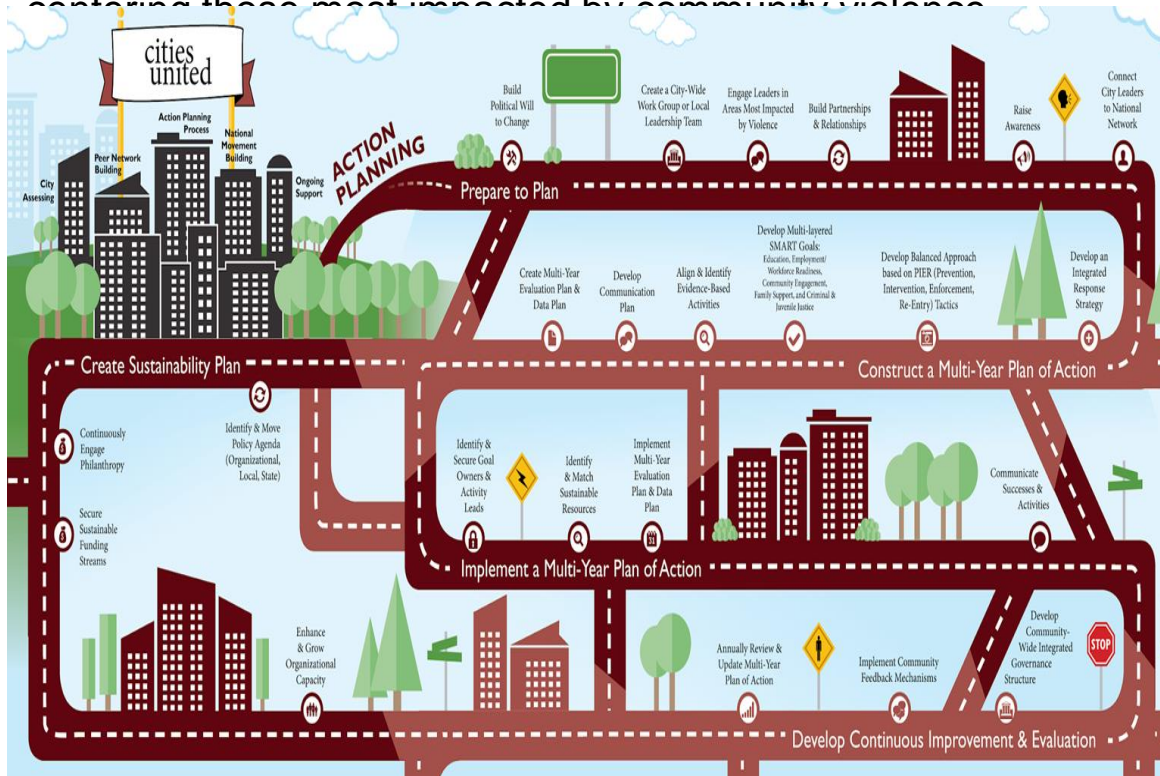 centering those most impacted by community violence
cities
united
Action Planning
Process
National
Movement
Building
Peer Network
Building
City
Assessing
Ongoing
Support
ACTION
PLANNING
Build
Political Will
to Change
Create a City-Wide
Work Group or Local
Leadership Team
Engage Leaders in
Areas Most Impacted
by Violence
Build Partnerships
& Relationships
Raise
Awareness
Connect
City Leaders
to National
Network
Prepare to Plan
Create Multi-Year
Evaluation Plan &
Data Plan
Develop
Communication
Plan
Align & Identify
Evidence-Based
Activities
Develop Multi-layered
SMART Goals:
Education, Employment/
Workforce Readiness,
Community Engagement,
Family Support, and Criminal &
Juvenile Justice
Develop Balanced Approach
based on PIER (Prevention,
Intervention, Enforcement,
Re-Entry) Tactics
Develop an
Integrated
Response
Strategy
Construct a Multi-Year Plan of Action
Identify &
Secure Goal
Owners &
Activity
Leads
Identify
& Match
Sustainable
Resources
Implement
Multi-Year
Evaluation
Plan & Data
Plan
31
Communicate
Successes &
Activities
Implement a Multi-Year Plan of Action
Annually Review &
Update Multi-Year
Plan of Action
Implement Community
Feedback Mechanisms
Develop
Community-
Wide Integrated
Governance
Structure
STOP
Develop Continuous Improvement & Evaluation
Create Sustainability Plan
Identify & Move
Policy Agenda
(Organizational,
Local, State)
Continuously
Engage
Philanthropy
Secure
Sustainable
Funding
Streams
Enhance
& Grow
Organizational
Capacity